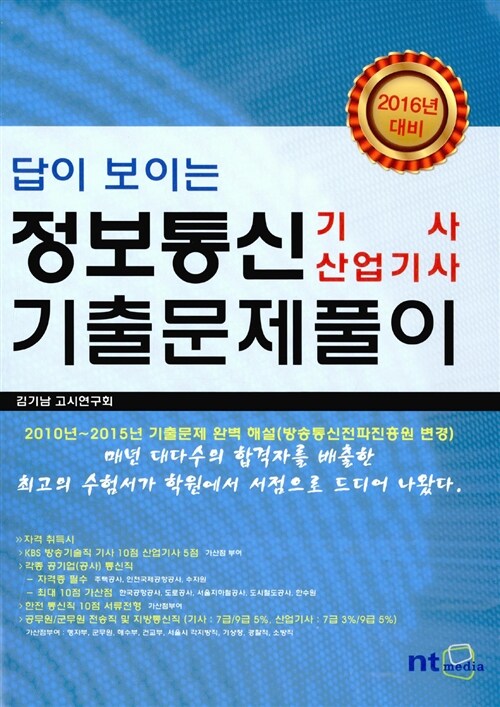 2016년
대비
답이 보이는
정보통신 기 사
산업기사
기출문제풀이
김기남 고시연구회
2010년~2015년 기출문제 완벽 해설(방송통신전파진흥원 변경)
매년 대다수의 합격자를 배출한
최고의 수험서가 학원에서 서점으로 드디어 나왔다.
»자격 취득시
»KBS 방송기술직 기사 10점 산업기사 5점 가산점 부여
»각종 공기업(공사) 통신직
– 자격증 필수 주택공사, 인천국제공항공사, 수자원
– 최대 10점 가산점 한국공항공사, 도로공사, 서울지하철공사, 도시철도공사, 한수원
»한전 통신직 10점 서류전형 가산점부여
»공무원/군무원 전송직 및 지방통신직 (기사 : 7급/9급 5%, 산업기사 : 7급 3%/9급 5%)
가산점부여 : 행자부, 군무원, 해수부, 건교부, 서울시 각지방직, 기상청, 경찰직, 소방직
nt media